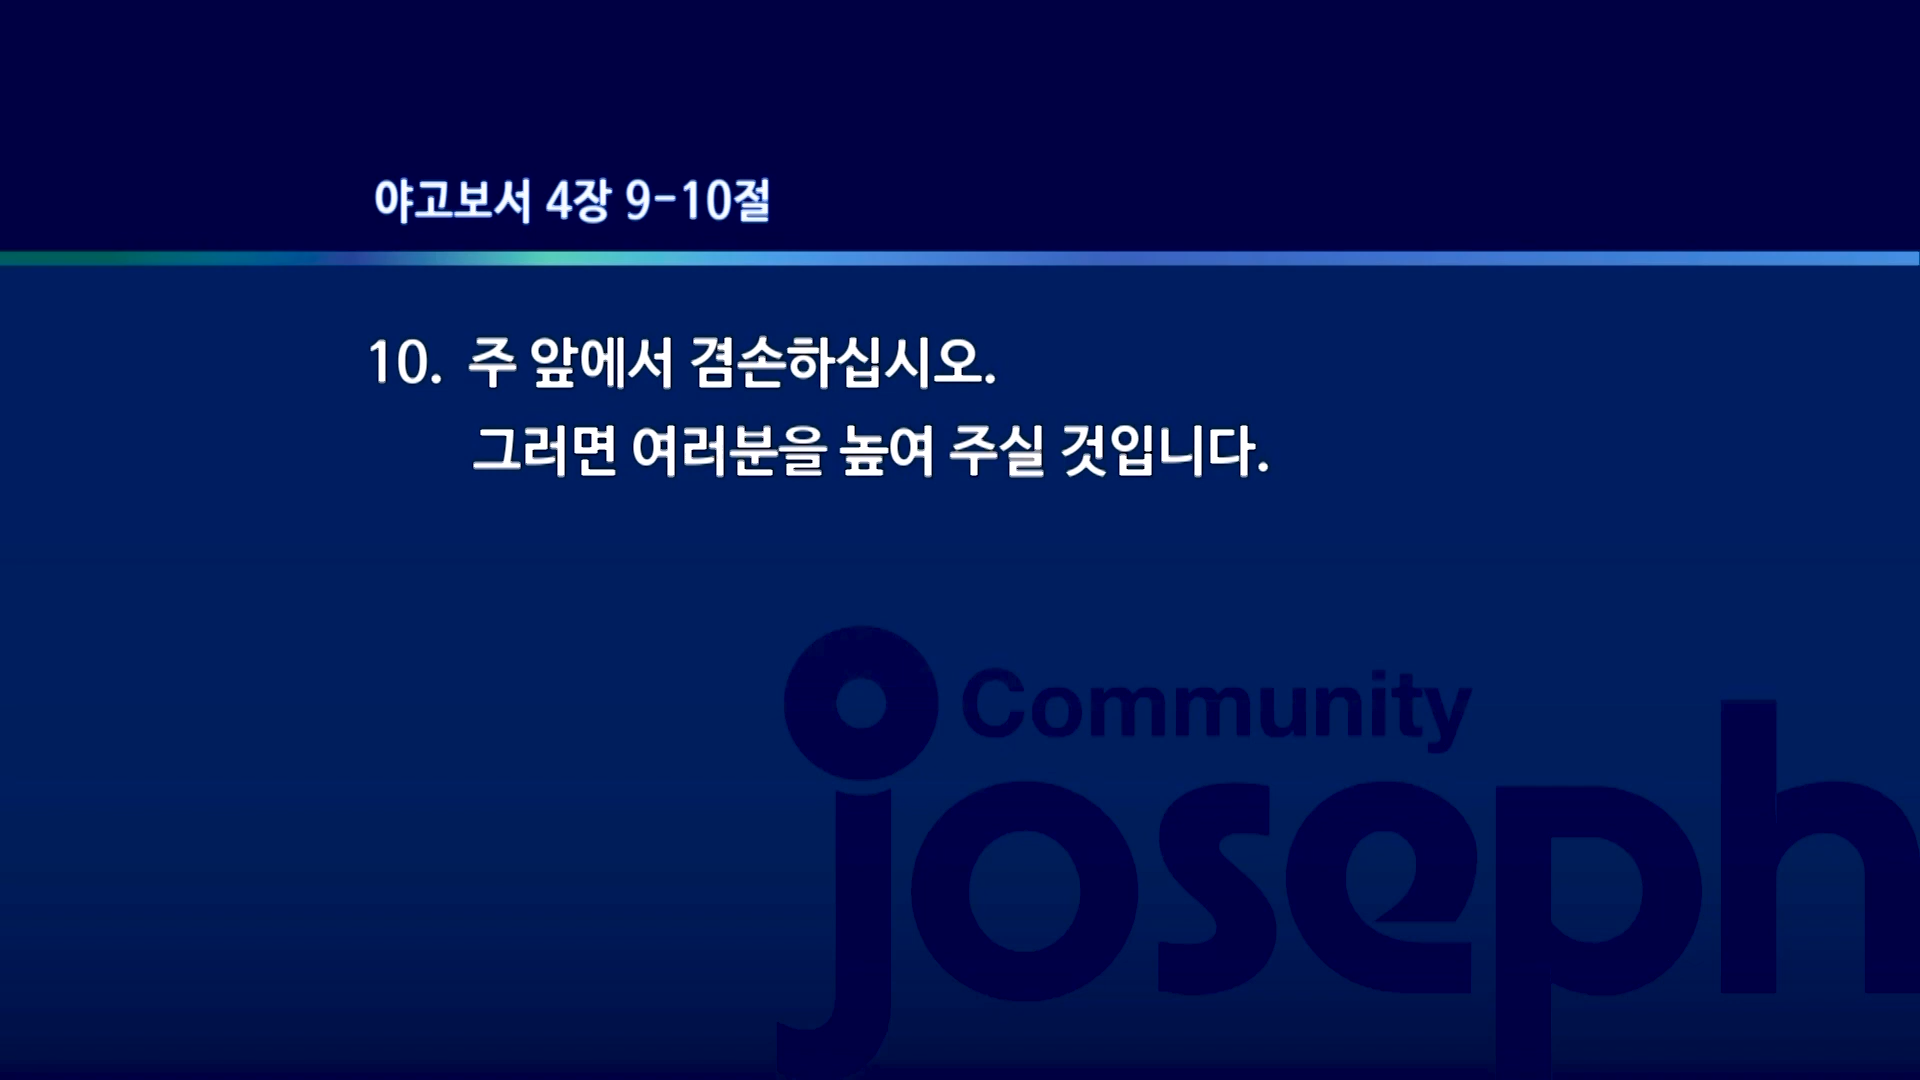 야고보서 4장 9-10절
10. 주 앞에서 겸손하십시오.
그러면 여러분을 높여 주실 것입니다.
Community
joseph